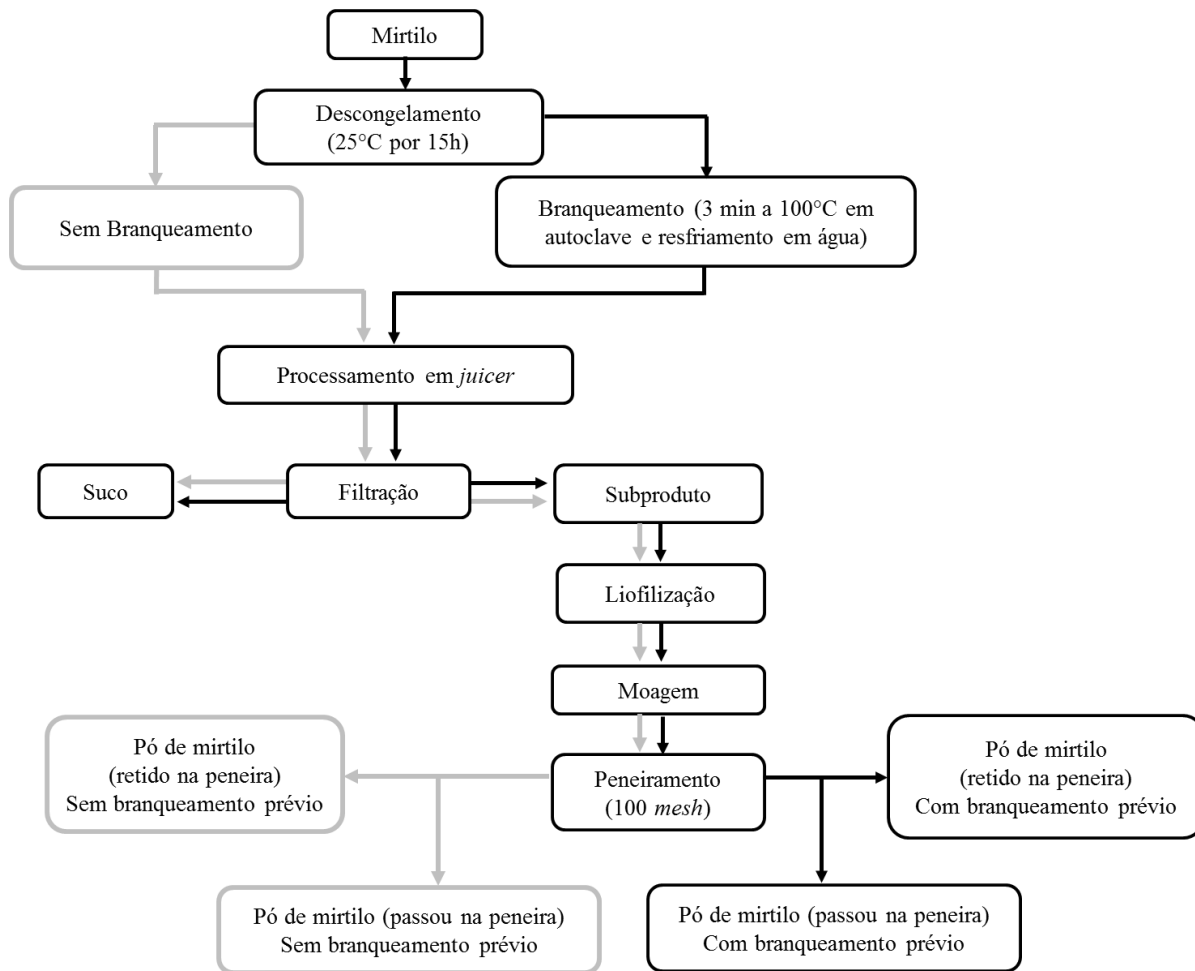 Mirtilo
Descongelamento
(25°C por 15h)
Sem Branqueamento
Branqueamento (3 min a 100°C em
autoclave e resfriamento em água)
Processamento em juicer
Suco
Filtração
Subproduto
Liofilização
Moagem
Pó de mirtilo
(retido na peneira)
Sem branqueamento prévio
Peneiramento
(100 mesh)
Pó de mirtilo
(retido na peneira)
Com branqueamento prévio
Pó de mirtilo (passou na peneira)
Sem branqueamento prévio
Pó de mirtilo (passou na peneira)
Com branqueamento prévio